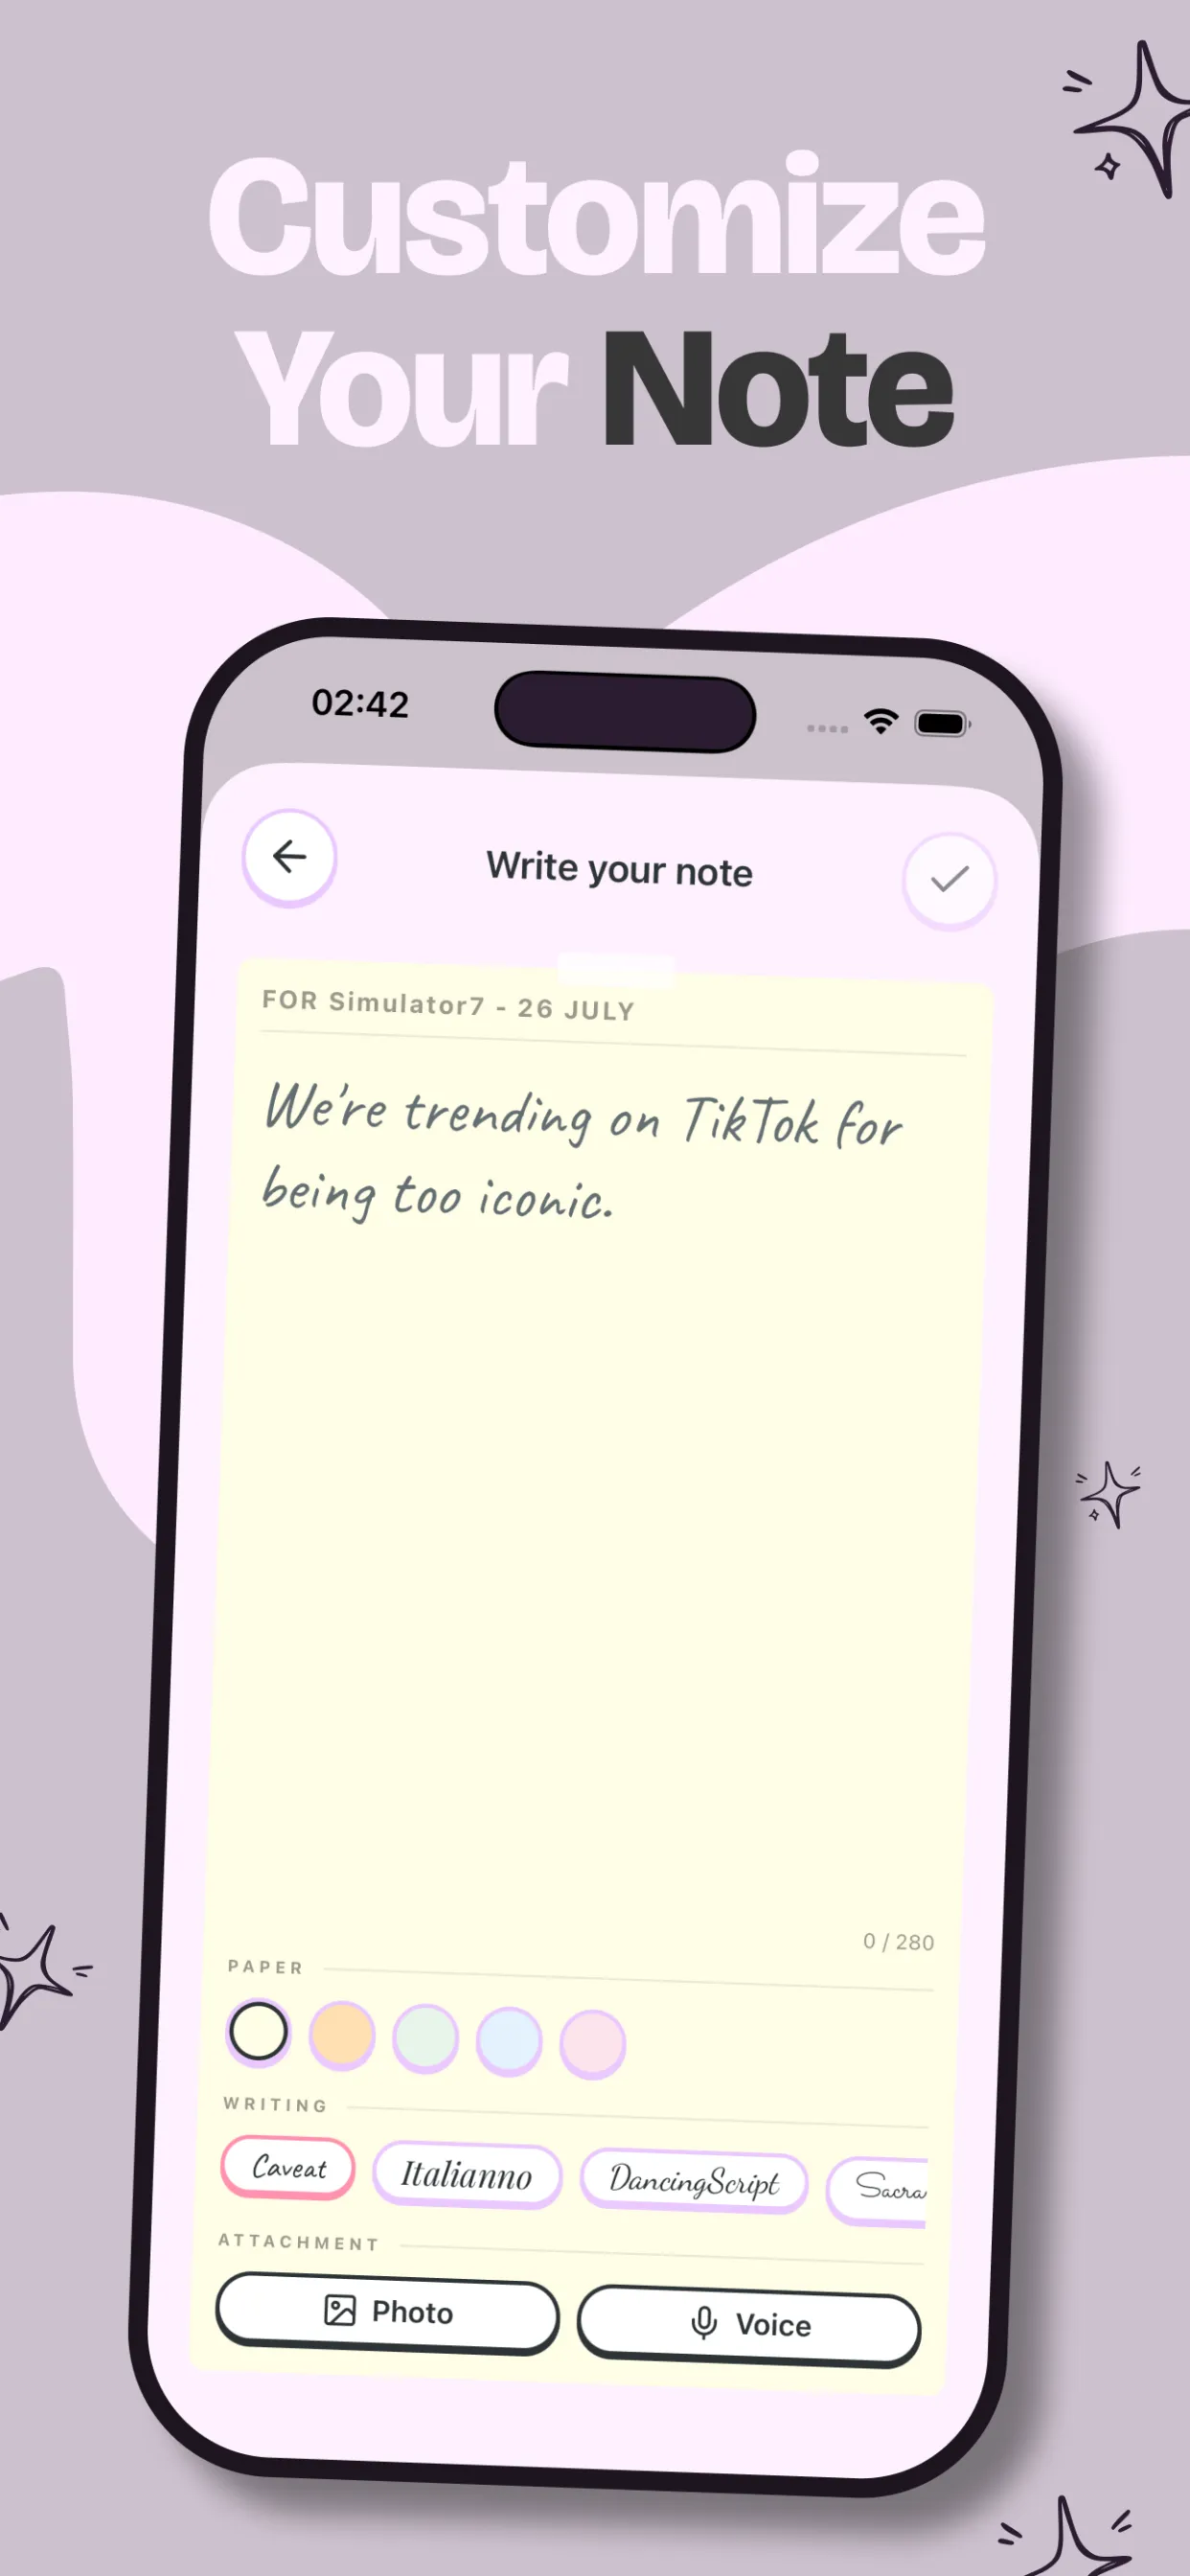 Customize
Your Note
02:42
Write your note
FOR Simulator7 - 26 JULY
We're trending on TikTok for
being too iconic.
0 / 280
PAPER
WRITING
Caveat Italianno DancingScript Sacra
ATTACHMENT
Photo Voice